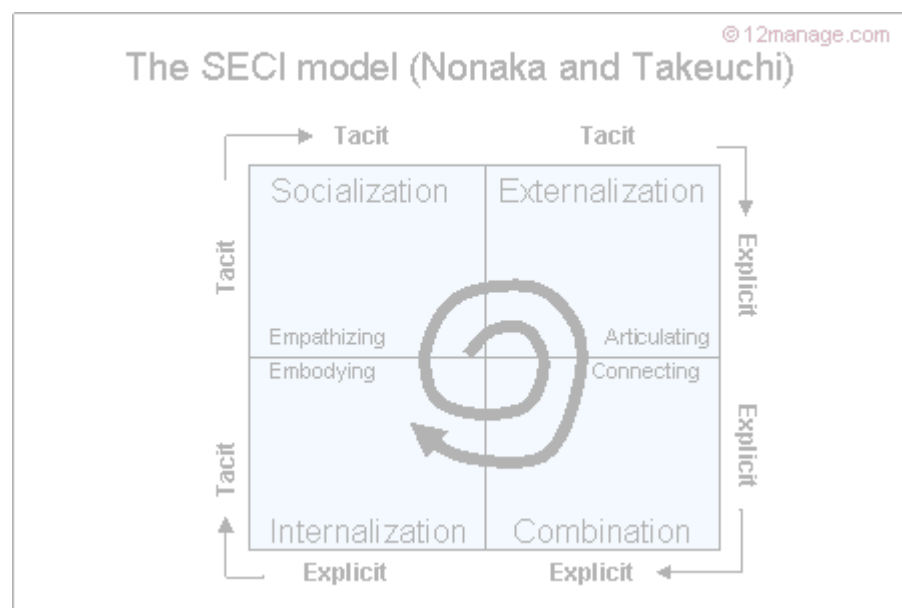 ©12manage.com
The SECI model (Nonaka and Takeuchi)
Tacit Tacit
Socialization Externalization
Tacit Explicit
Empathizing Articulating
Embodying Connecting
Tacit Explicit
Internalization Combination
Explicit Explicit